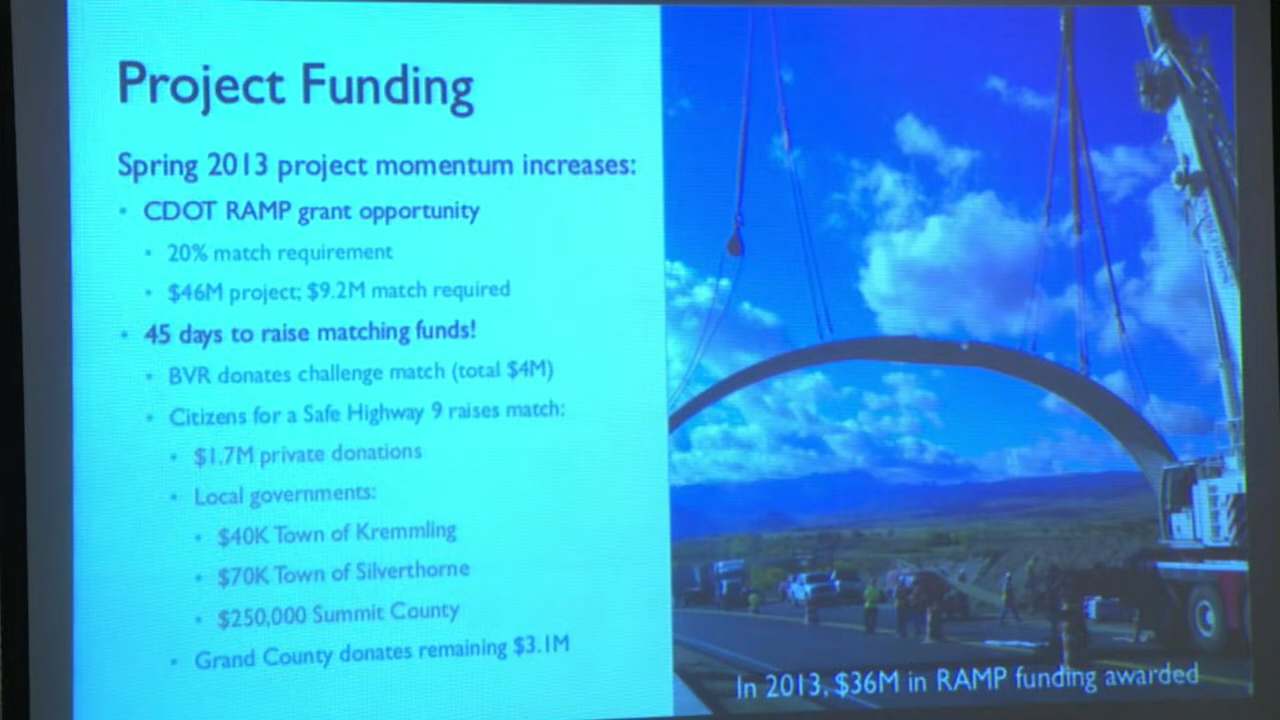 Project Funding
Spring 2013 project momentum increases:
• CDOT RAMP grant opportunity
• 20% match requirement
• $46M project; $9.2M match required
• 45 days to raise matching funds!
• BVR donates challenge match (total $4M)
• Citizens for a Safe Highway 9 raises match:
• $1.7M private donations
• Local governments:
• $40K Town of Kremmling
• $70K Town of Silverthorne
• $250,000 Summit County
• Grand County donates remaining $3.1M
In 2013, $36M in RAMP funding awarded